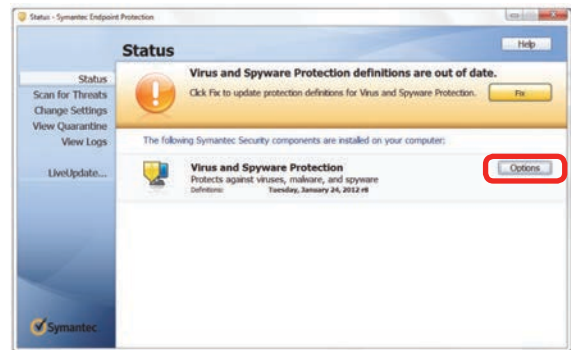 Status - Symantec Endpoint Protection
Status
Help
Status
Scan for Threats
Change Settings
View Quarantine
View Logs
LiveUpdate...
Virus and Spyware Protection definitions are out of date.
Click Fix to update protection definitions for Virus and Spyware Protection.
Fix
The following Symantec Security components are installed on your computer:
Virus and Spyware Protection
Options
Protects against viruses, malware, and spyware
Definitions: Tuesday, January 24, 2012 r8
Symantec.